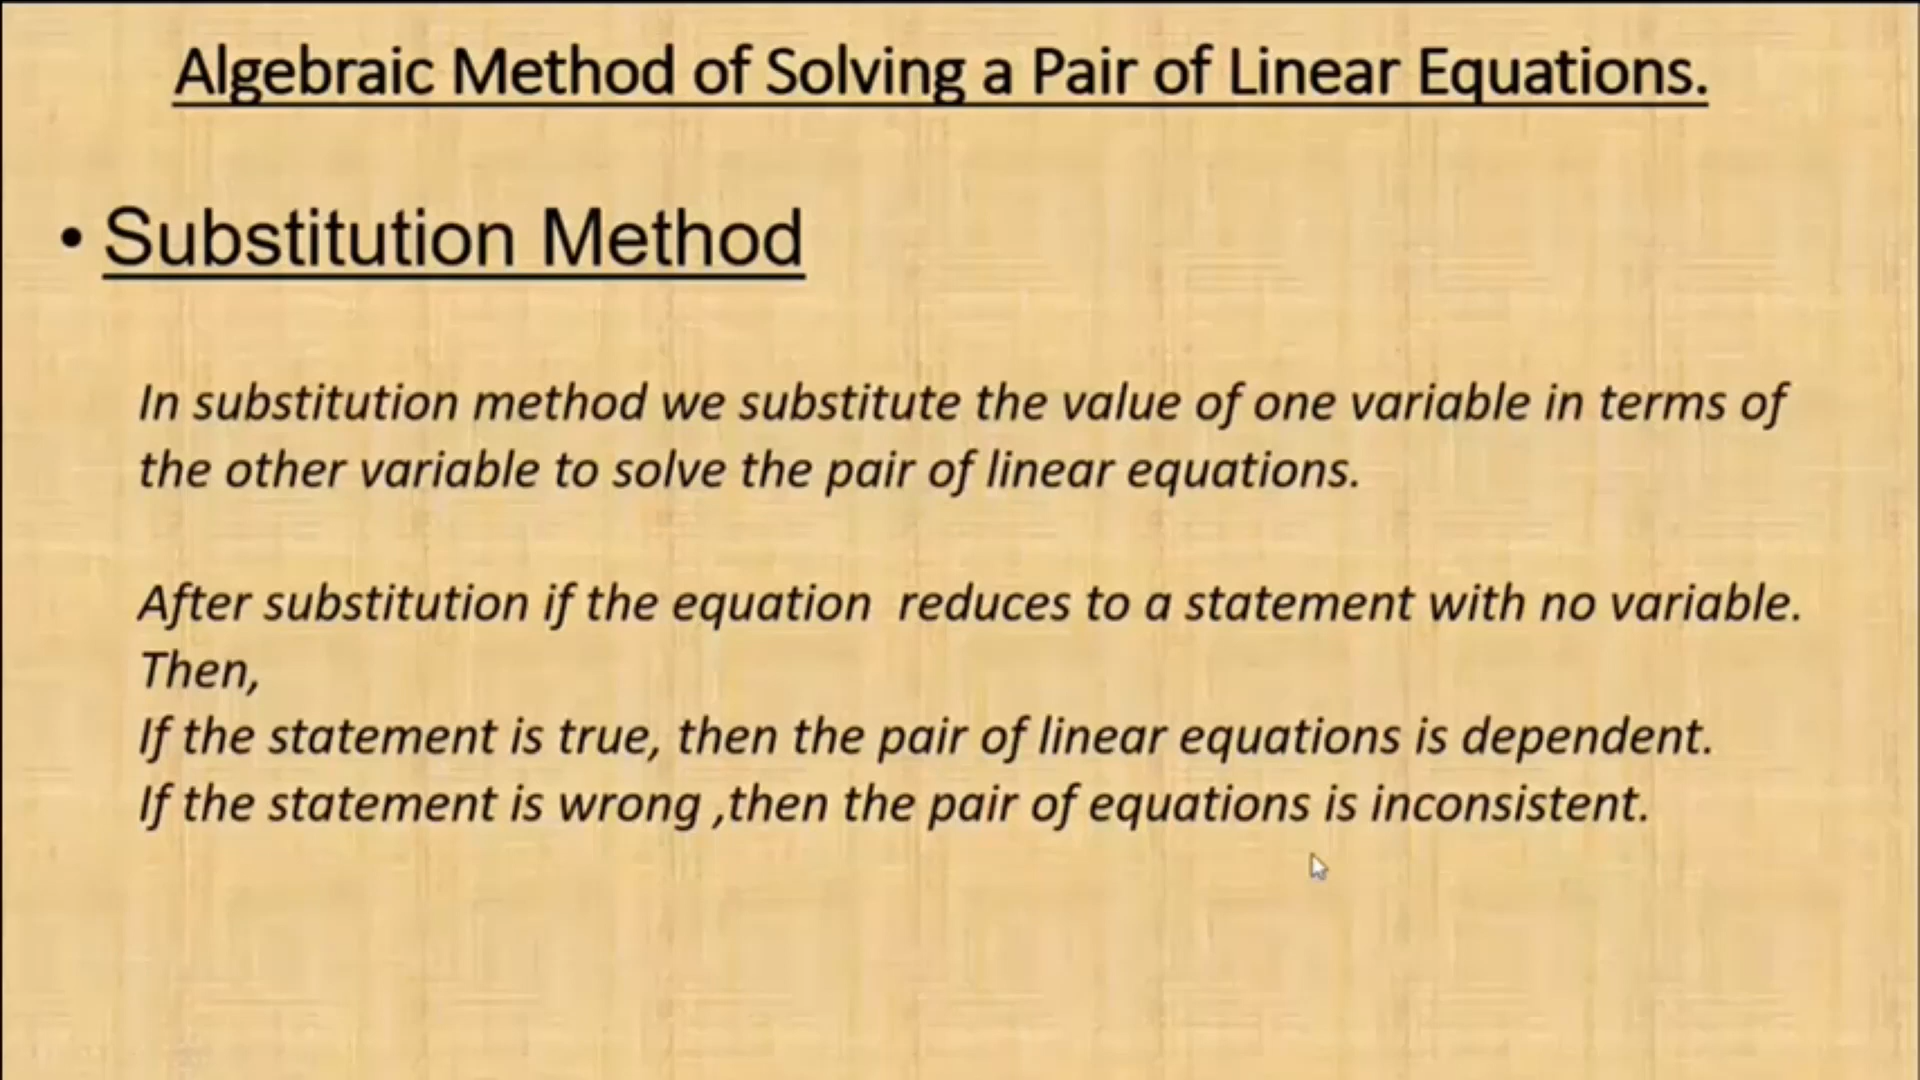 Algebraic Method of Solving a Pair of Linear Equations.
• Substitution Method
In substitution method we substitute the value of one variable in terms of
the other variable to solve the pair of linear equations.
After substitution if the equation  reduces to a statement with no variable.
Then,
If the statement is true, then the pair of linear equations is dependent.
If the statement is wrong ,then the pair of equations is inconsistent.